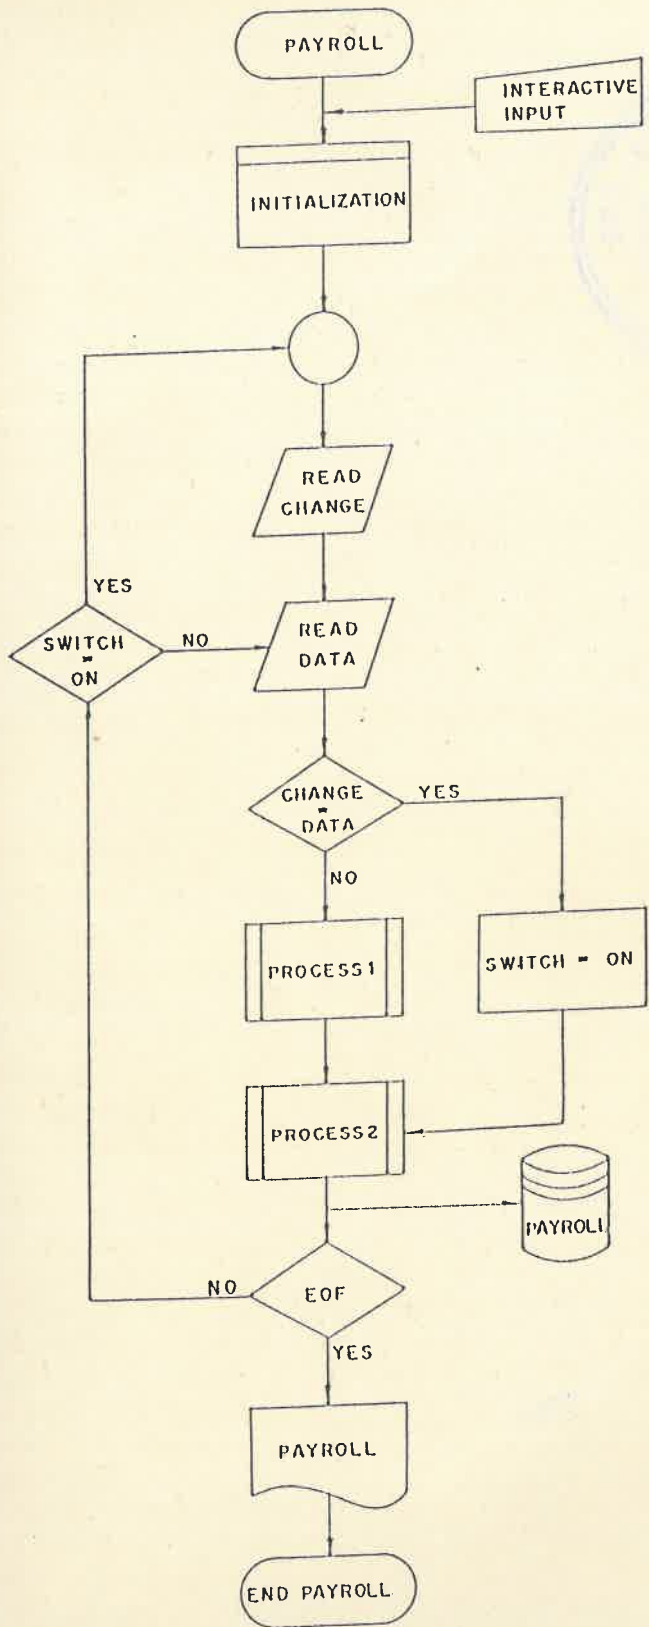 PAYROLL
INTERACTIVE
INPUT
INITIALIZATION
READ
CHANGE
YES
SWITCH
=
ON
NO
READ
DATA
CHANGE
=
DATA
YES
NO
PROCESS1
SWITCH = ON
PROCESS2
PAYROLL
NO
EOF
YES
PAYROLL
END PAYROLL